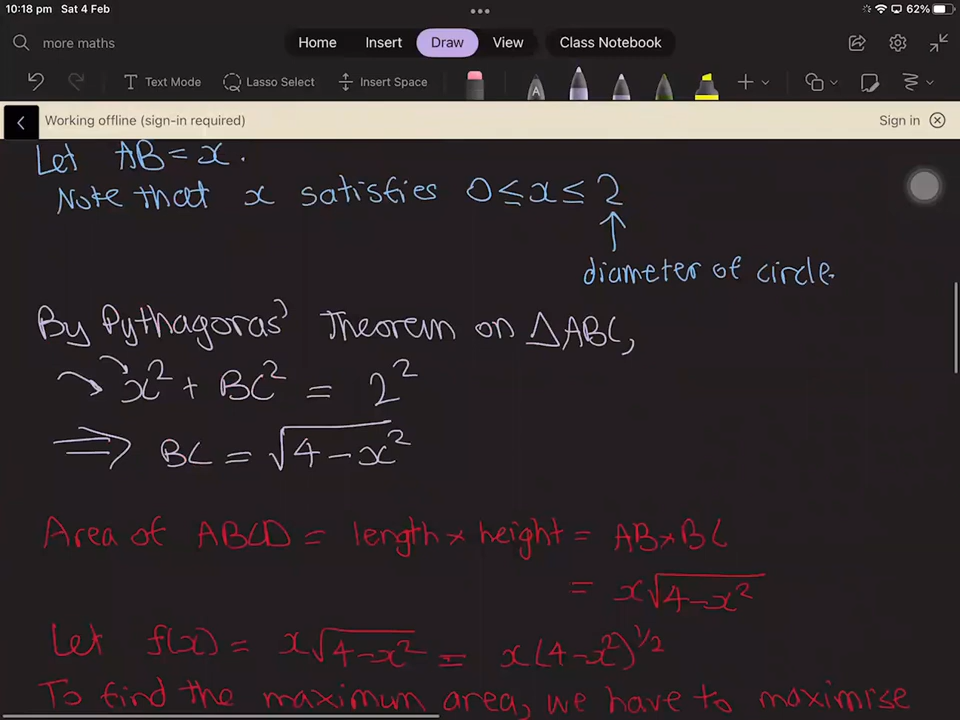 10:18 pm Sat 4 Feb
62%
more maths
Home Insert Draw View Class Notebook
Text Mode Lasso Select Insert Space
A
Working offline (sign-in required)
Sign in
Let AB = x.
Note that x satisfies 0 ≤ x ≤ 2
↑
diameter of circle.
By Pythagoras' Theorem on △ABC,
x² + BC² = 2²
⟹ BC = √(4-x²)
Area of ABCD = length × height = AB × BC
= x√(4-x²)
Let f(x) = x√(4-x²) = x(4-x²)^1/2
To find the maximum area, we have to maximise